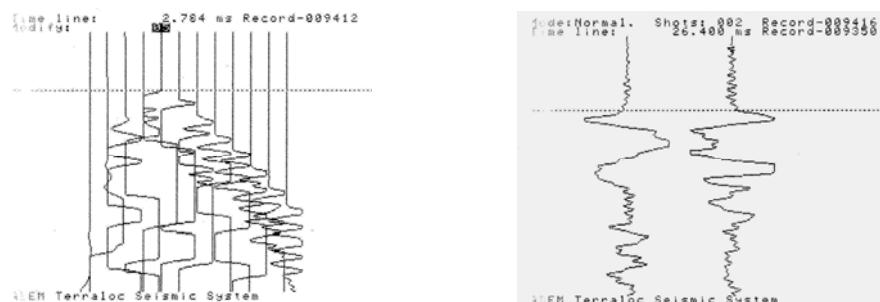 Time line: 2.784 ms Record-009412
Modify: 05
ABEM Terraloc Seismic System
Mode:Normal. Shots: 002 Record-009416
Time line: 26.400 ms Record-009350
ABEM Terraloc Seismic System